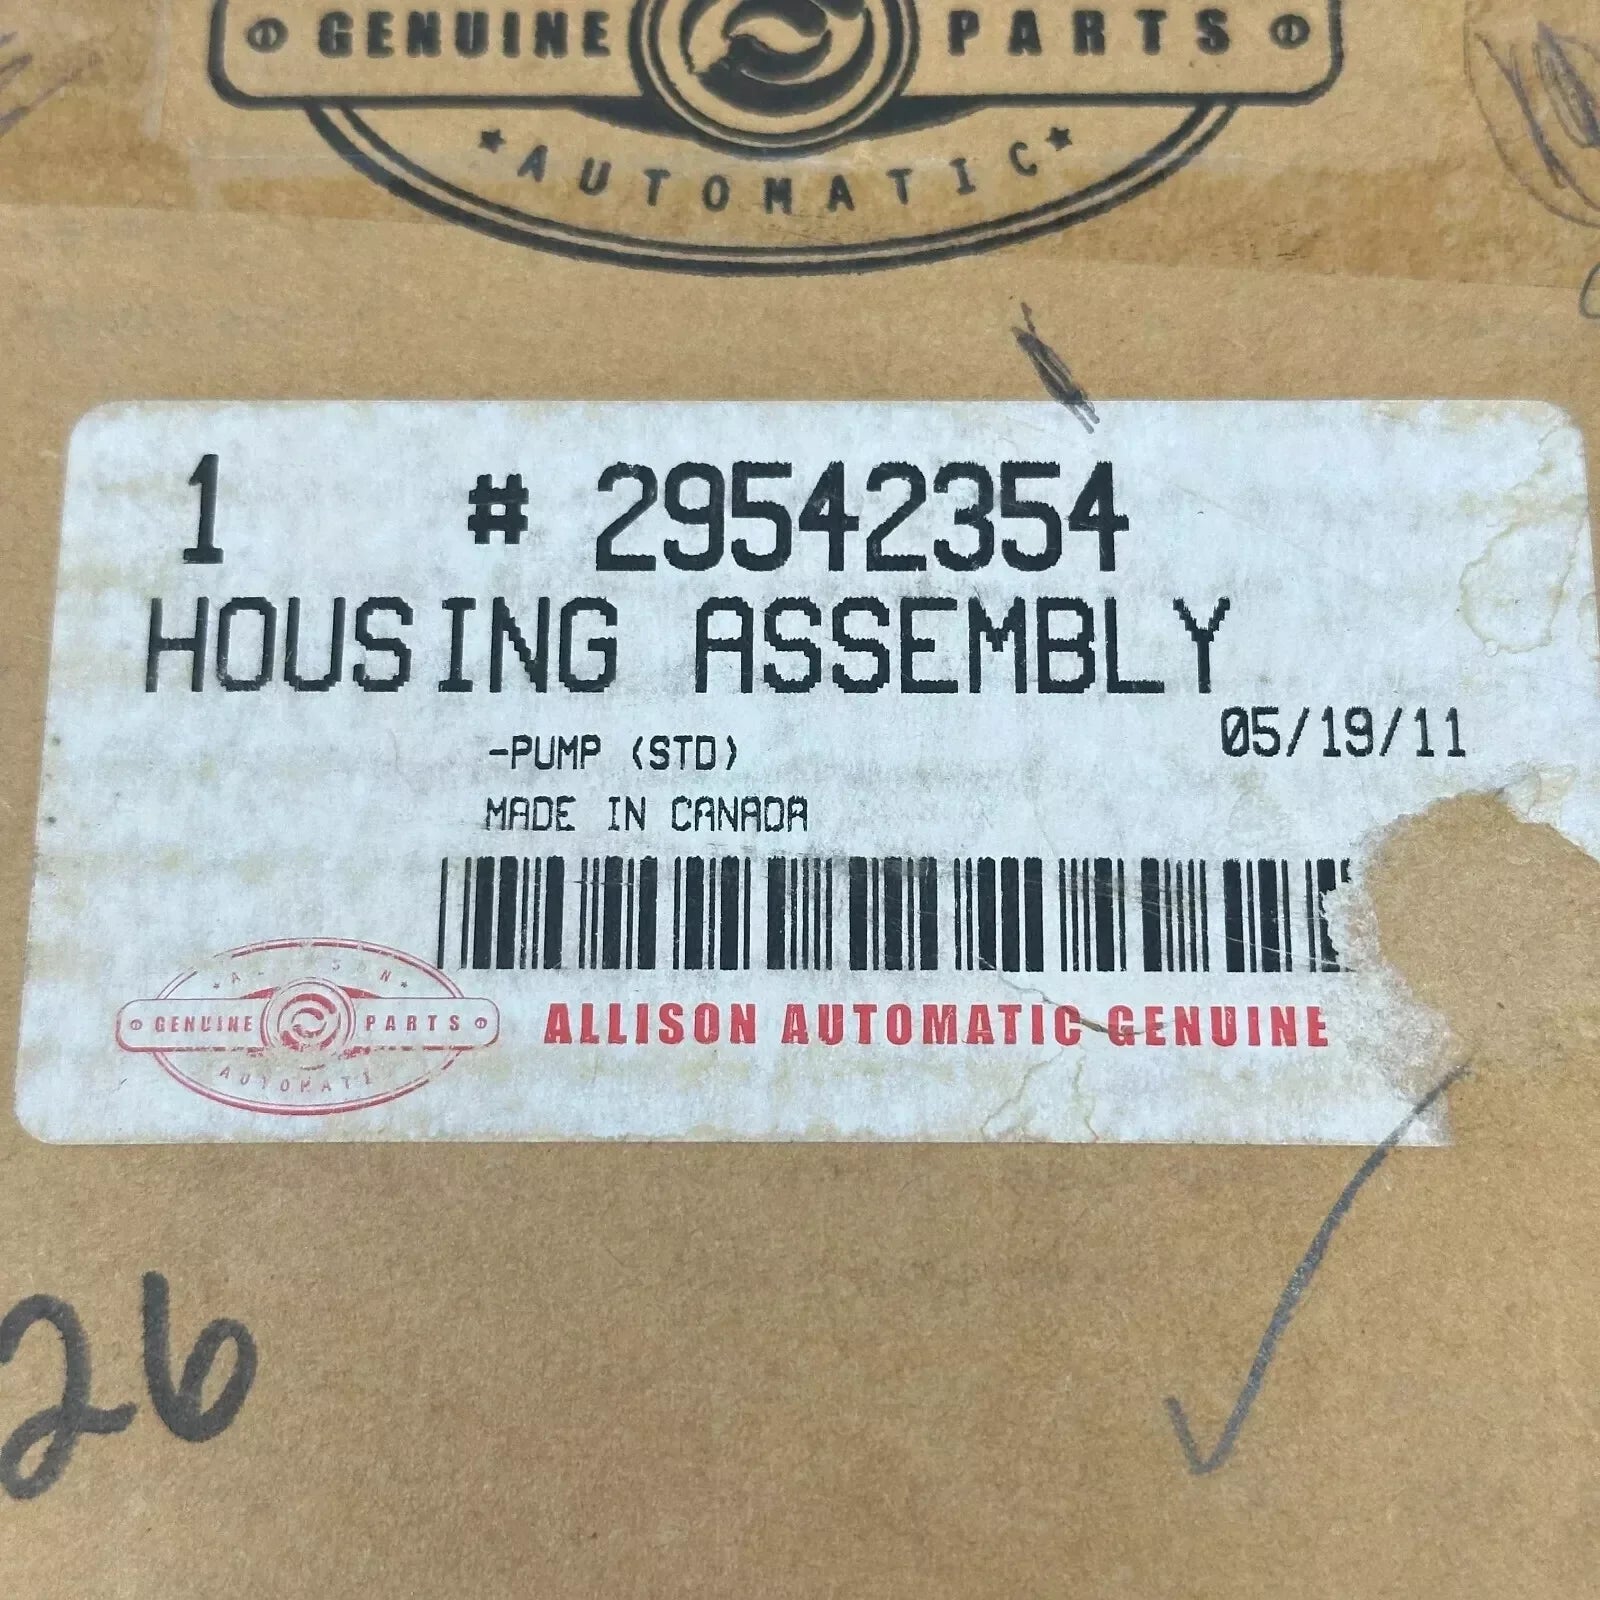 GENUINE PARTS
AUTOMATIC
1 # 29542354
HOUSING ASSEMBLY
05/19/11
-PUMP (STD)
MADE IN CANADA
GENUINE PARTS
ALLISON AUTOMATIC GENUINE
26